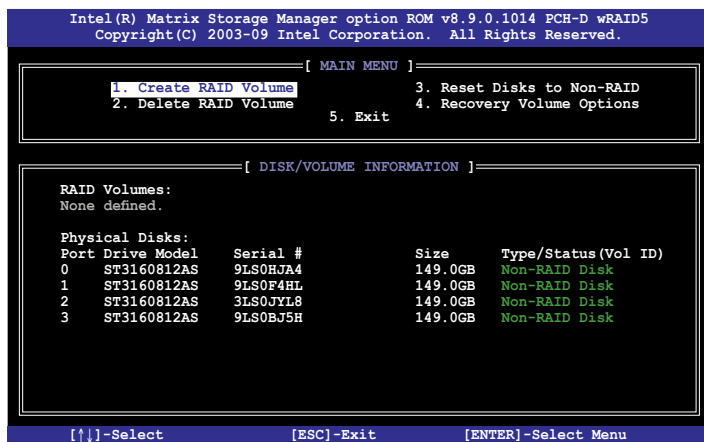 Intel(R) Matrix Storage Manager option ROM v8.9.0.1014 PCH-D wRAID5
Copyright(C) 2003-09 Intel Corporation. All Rights Reserved.
[ MAIN MENU ]
1. Create RAID Volume 3. Reset Disks to Non-RAID
2. Delete RAID Volume 4. Recovery Volume Options
5. Exit
[ DISK/VOLUME INFORMATION ]
RAID Volumes:
None defined.
Physical Disks:
Port Drive Model Serial # Size Type/Status(Vol ID)
0 ST3160812AS 9LS0HJA4 149.0GB Non-RAID Disk
1 ST3160812AS 9LS0F4HL 149.0GB Non-RAID Disk
2 ST3160812AS 3LS0JYL8 149.0GB Non-RAID Disk
3 ST3160812AS 9LS0BJ5H 149.0GB Non-RAID Disk
[↑↓]-Select [ESC]-Exit [ENTER]-Select Menu